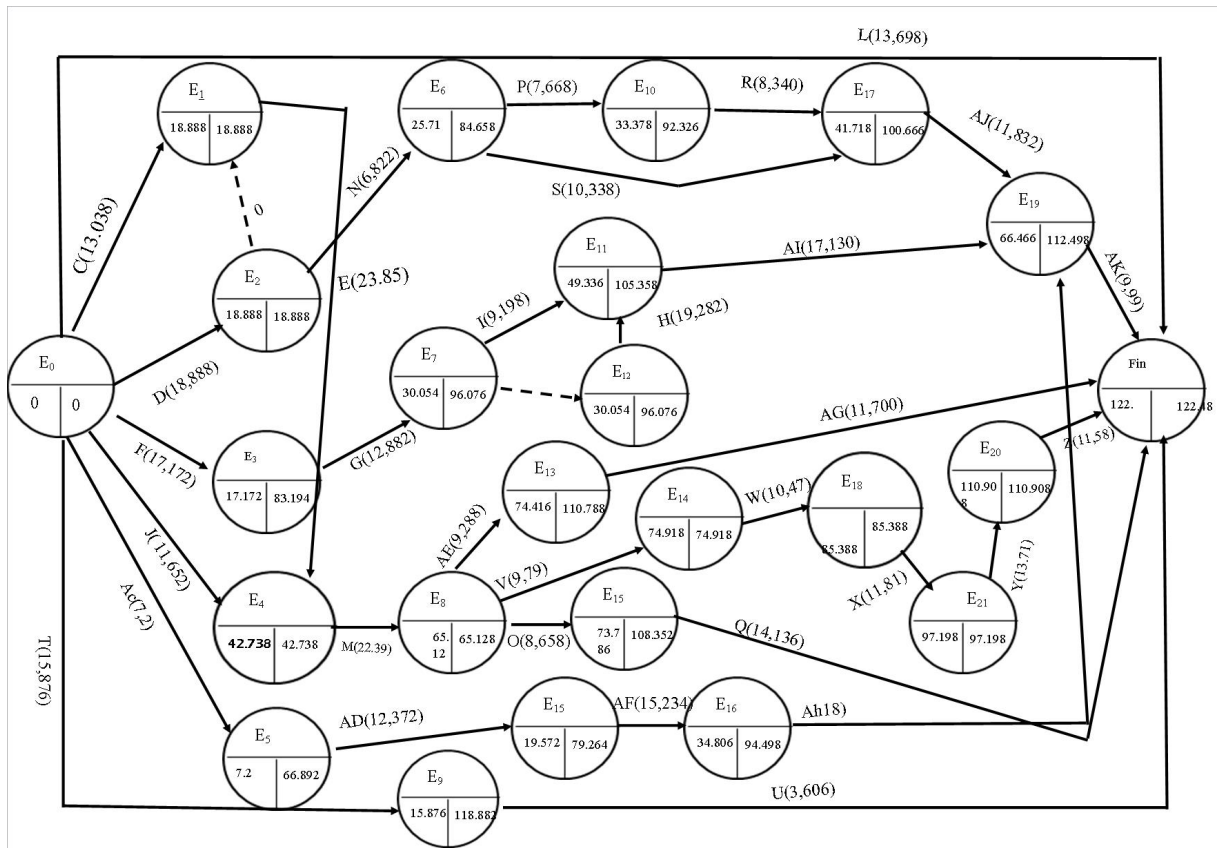 L(13,698)
E1
18.888 18.888
E6
25.71 84.658
P(7,668)
E10
33.378 92.326
R(8,340)
E17
41.718 100.666
AJ(11,832)
C(13.038)
0
N(6,822)
S(10,338)
E19
66.466 112.498
E2
18.888 18.888
E(23.85)
E11
49.336 105.358
AI(17,130)
AK(9,99)
I(9,198)
H(19,282)
E0
0 0
D(18,888)
E7
30.054 96.076
E12
30.054 96.076
Fin
122. 122.48
AG(11,700)
F(17,172)
E3
17.172 83.194
G(12,882)
E13
74.416 110.788
E20
110.90
8
110.908
Z(11,58)
J(11,652)
AE(9,288)
E14
74.918 74.918
W(10,47)
E18
85.388
85.388
Ac(7,2)
V(9,79)
X(11,81)
Y(13.71)
E4
42.738 42.738
M(22.39)
E8
65.
12
65.128
O(8,658)
E15
73.7
86
108.352
Q(14,136)
E21
97.198 97.198
T(15,876)
E5
7.2 66.892
AD(12,372)
E15
19.572 79.264
AF(15,234)
E16
34.806 94.498
Ah18)
E9
15.876 118.882
U(3,606)